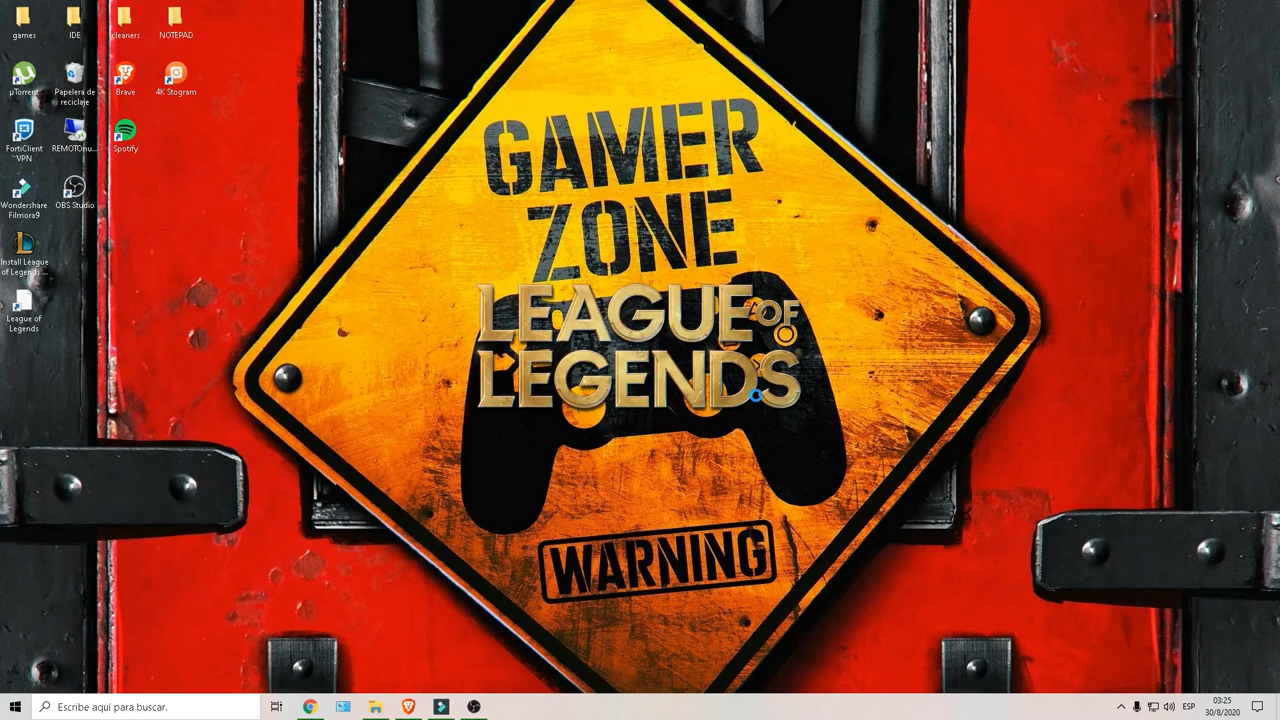 games
IDE
cleaners
NOTEPAD
µTorrent
Papelera de
reciclaje
Brave
4K Stogram
FortiClient
VPN
REMOTOnu...
Spotify
Wondershare
Filmora9
OBS Studio
Install League
of Legends ...
League of
Legends
GAMER
ZONE
LEAGUE OF
LEGENDS
WARNING
Escribe aquí para buscar.
ESP
03:25
30/8/2020